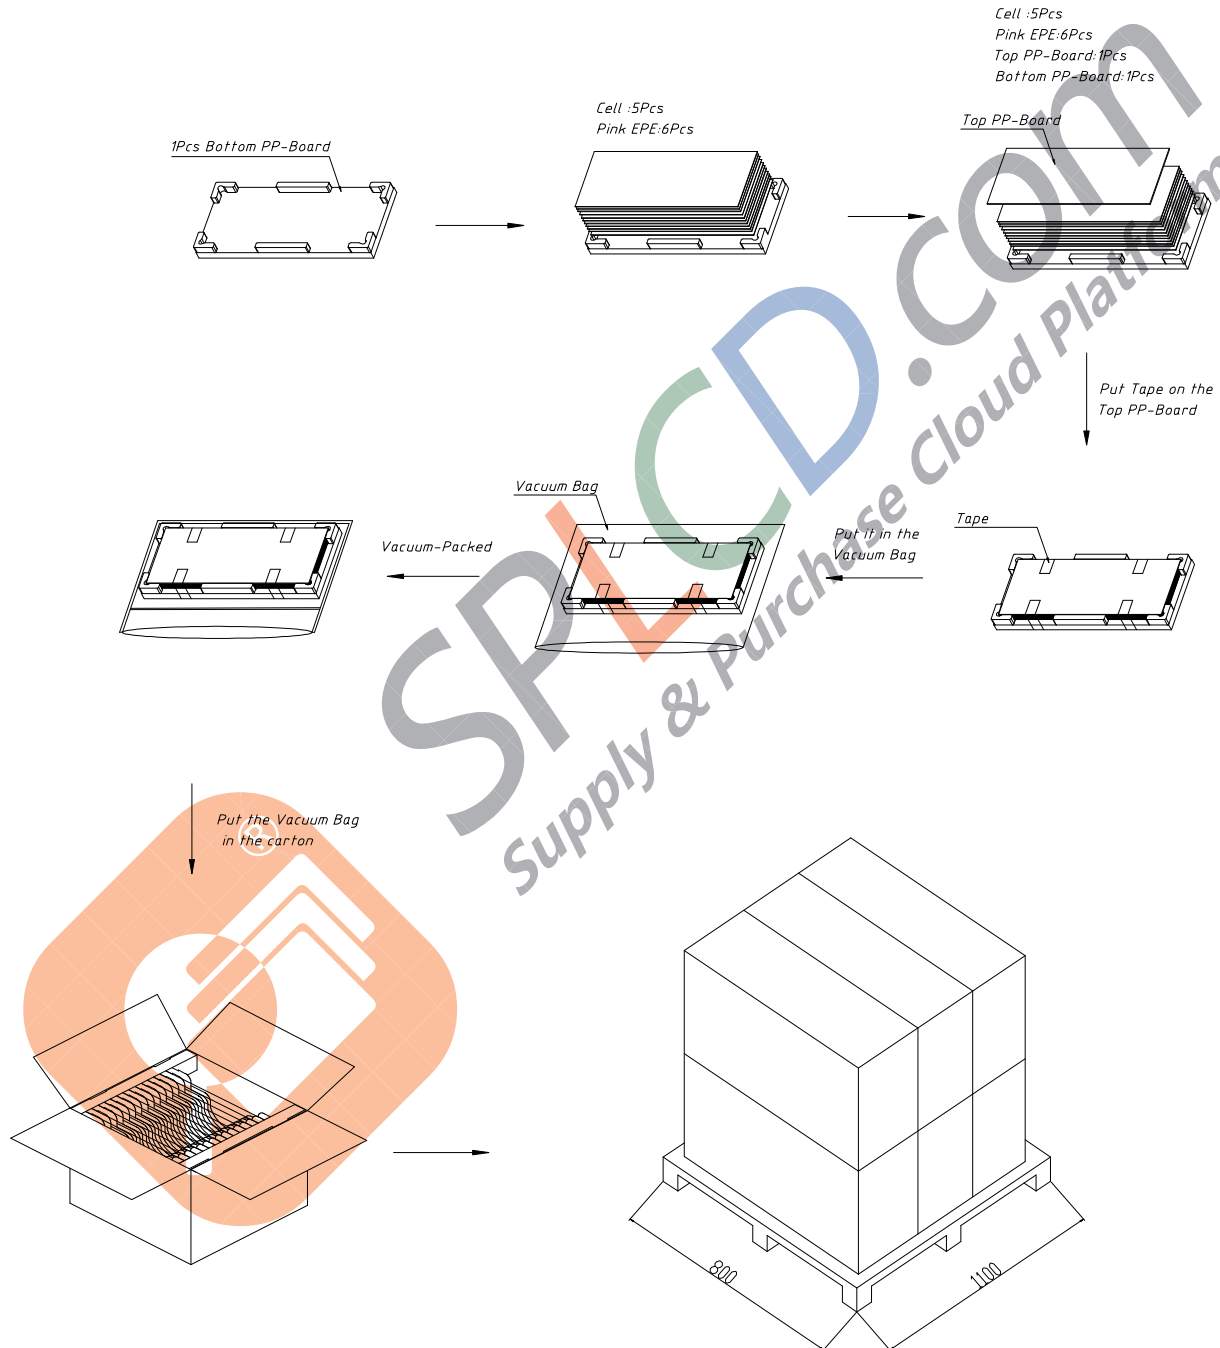 Cell :5Pcs
Pink EPE:6Pcs
Top PP-Board:1Pcs
Bottom PP-Board:1Pcs
Cell :5Pcs
Pink EPE:6Pcs
Top PP-Board
1Pcs Bottom PP-Board
Put Tape on the
Top PP-Board
Vacuum Bag
Tape
Put it in the
Vacuum Bag
Vacuum-Packed
Put the Vacuum Bag
in the carton
800
1100
SPLCD.com
Supply & Purchase Cloud Platform
®